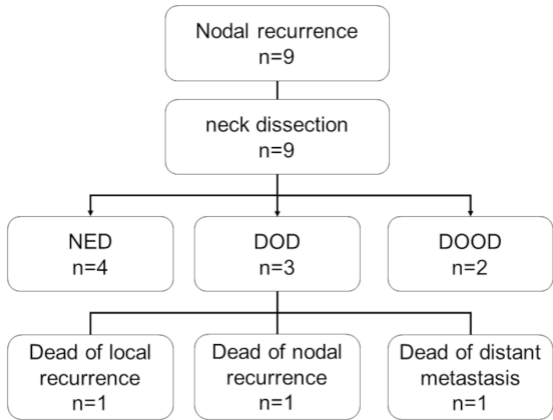 Nodal recurrence
n=9
neck dissection
n=9
NED
n=4
DOD
n=3
DOOD
n=2
Dead of local
recurrence
n=1
Dead of nodal
recurrence
n=1
Dead of distant
metastasis
n=1